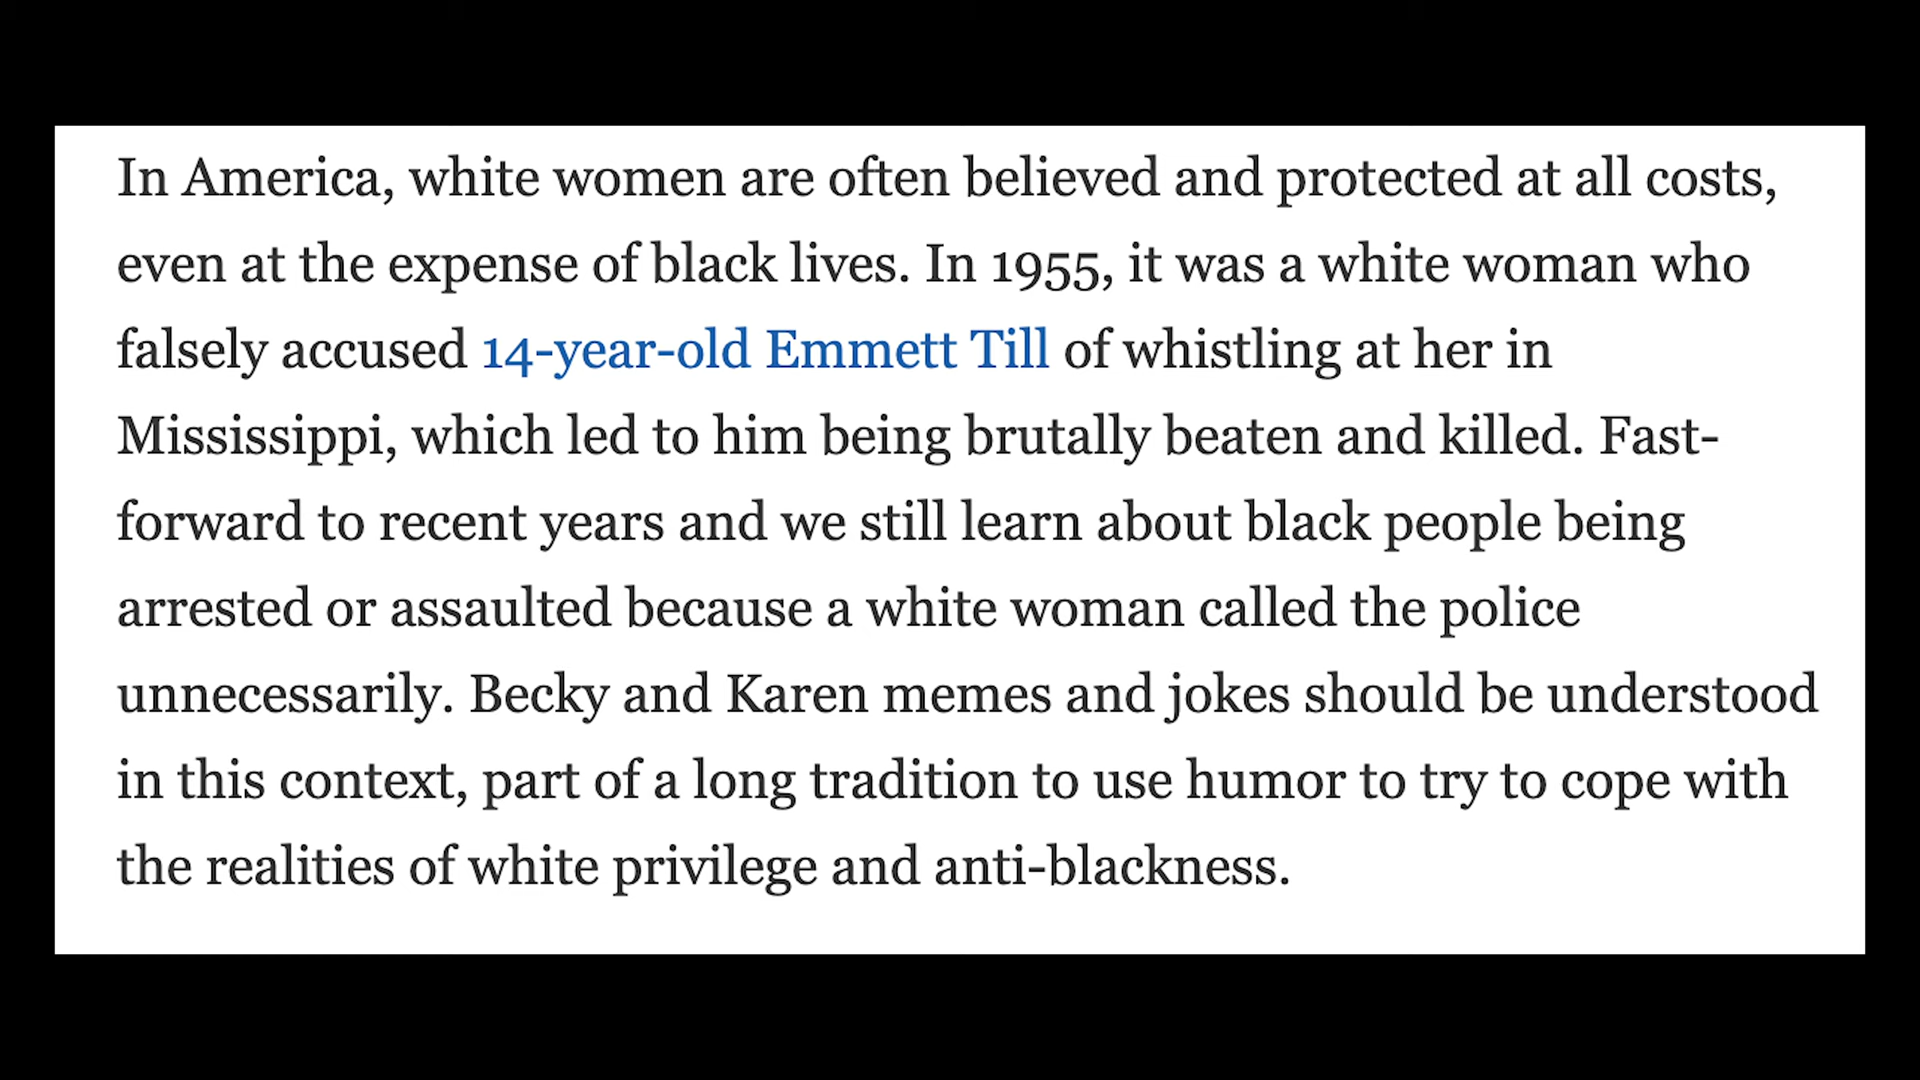 In America, white women are often believed and protected at all costs,
even at the expense of black lives. In 1955, it was a white woman who
falsely accused 14-year-old Emmett Till of whistling at her in
Mississippi, which led to him being brutally beaten and killed. Fast-
forward to recent years and we still learn about black people being
arrested or assaulted because a white woman called the police
unnecessarily. Becky and Karen memes and jokes should be understood
in this context, part of a long tradition to use humor to try to cope with
the realities of white privilege and anti-blackness.